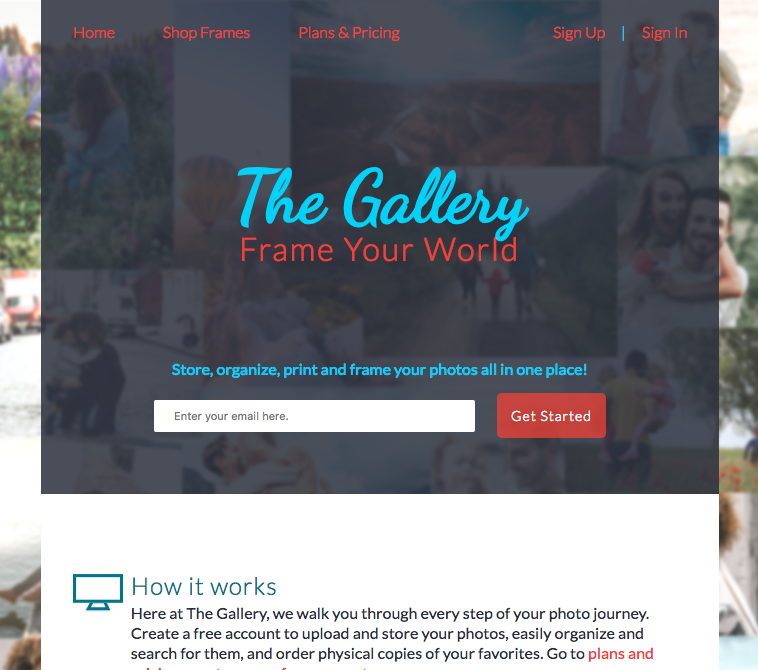 Home Shop Frames Plans & Pricing Sign Up | Sign In
The Gallery
Frame Your World
Store, organize, print and frame your photos all in one place!
Enter your email here. Get Started
How it works
Here at The Gallery, we walk you through every step of your photo journey.
Create a free account to upload and store your photos, easily organize and
search for them, and order physical copies of your favorites. Go to plans and